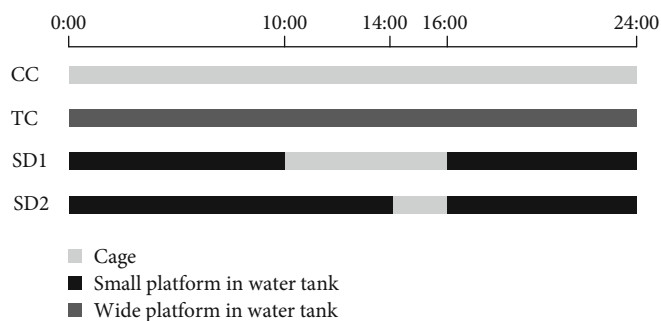 0:00 10:00 14:00 16:00 24:00
CC
TC
SD1
SD2
Cage
Small platform in water tank
Wide platform in water tank